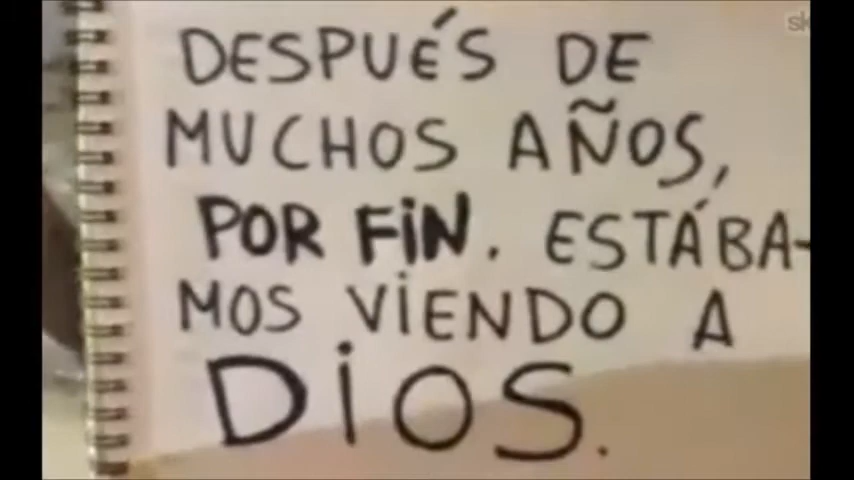 DESPUÉS DE
MUCHOS AÑOS,
POR FIN. ESTÁBA-
MOS VIENDO A
DIOS.